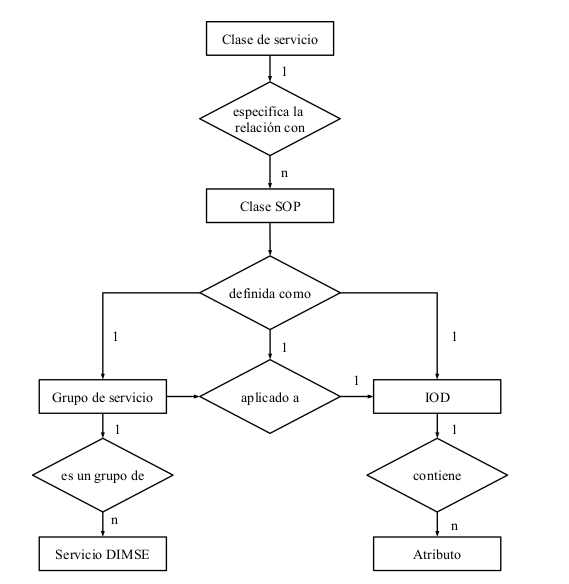 Clase de servicio
1
especifica la
relación con
n
Clase SOP
definida como
1
1
1
Grupo de servicio
aplicado a
1
IOD
1
1
es un grupo de
contiene
n
n
Servicio DIMSE
Atributo